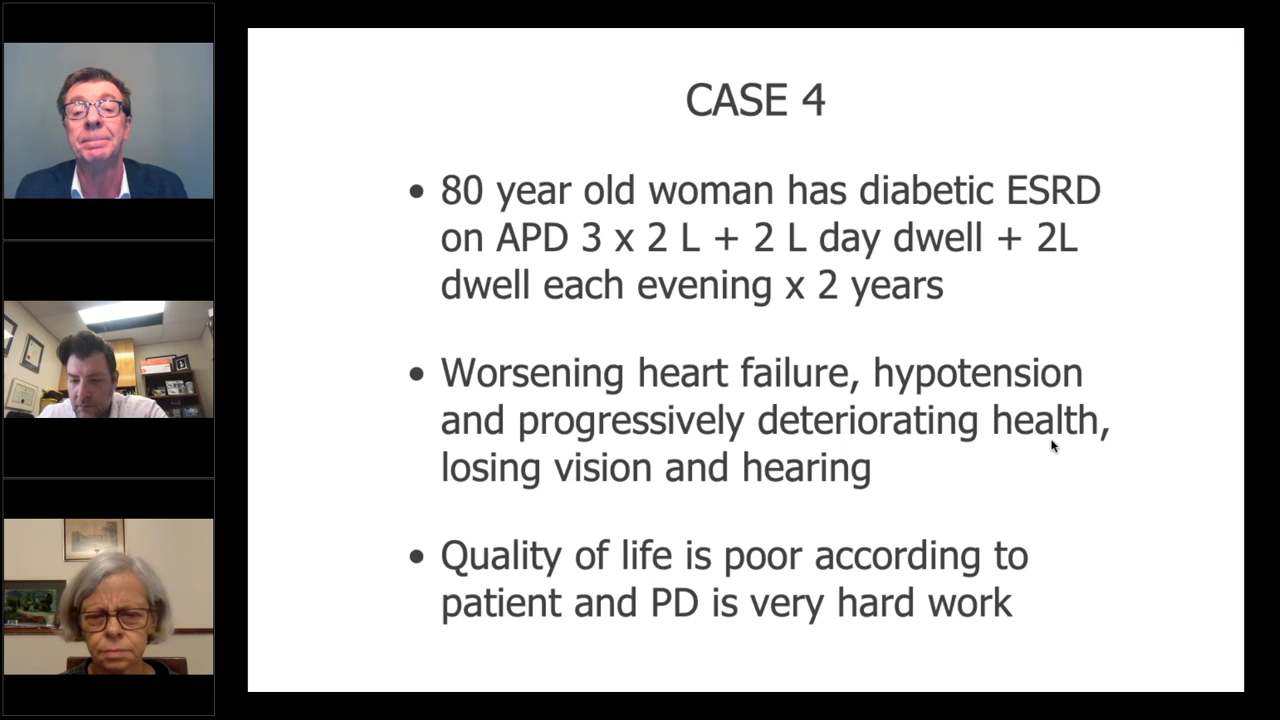 CASE 4
• 80 year old woman has diabetic ESRD
on APD 3 x 2 L + 2 L day dwell + 2L
dwell each evening x 2 years
• Worsening heart failure, hypotension
and progressively deteriorating health,
losing vision and hearing
• Quality of life is poor according to
patient and PD is very hard work